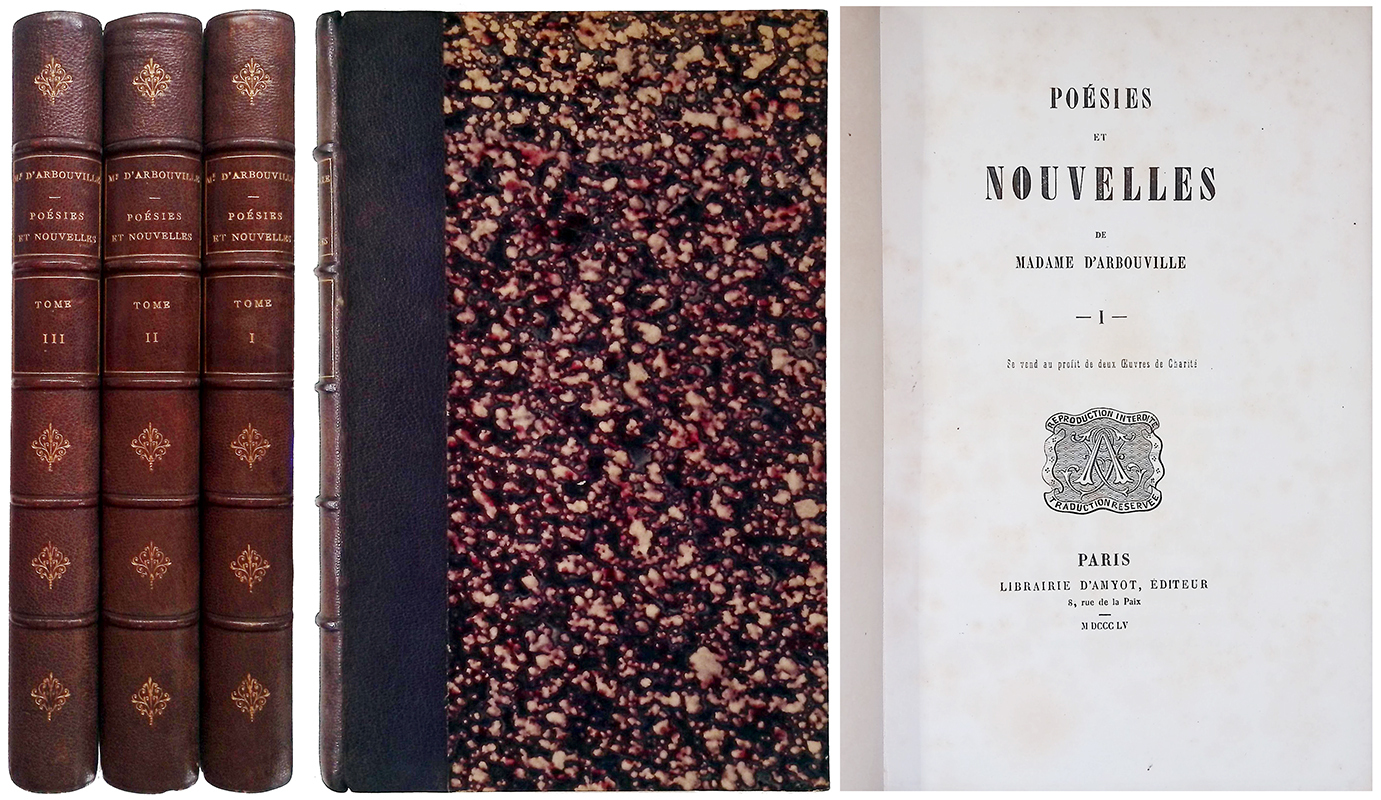 Mᵉ D'ARBOUVILLE
POÉSIES
ET NOUVELLES
TOME
III
Mᵉ D'ARBOUVILLE
POÉSIES
ET NOUVELLES
TOME
II
Mᵉ D'ARBOUVILLE
POÉSIES
ET NOUVELLES
TOME
I
POÉSIES
ET
NOUVELLES
DE
MADAME D'ARBOUVILLE
— I —
Se vend au profit de deux Œuvres de Charité
REPRODUCTION INTERDITE
A
TRADUCTION RÉSERVÉE
PARIS
LIBRAIRIE D'AMYOT, ÉDITEUR
8, rue de la Paix
MDCCCLV